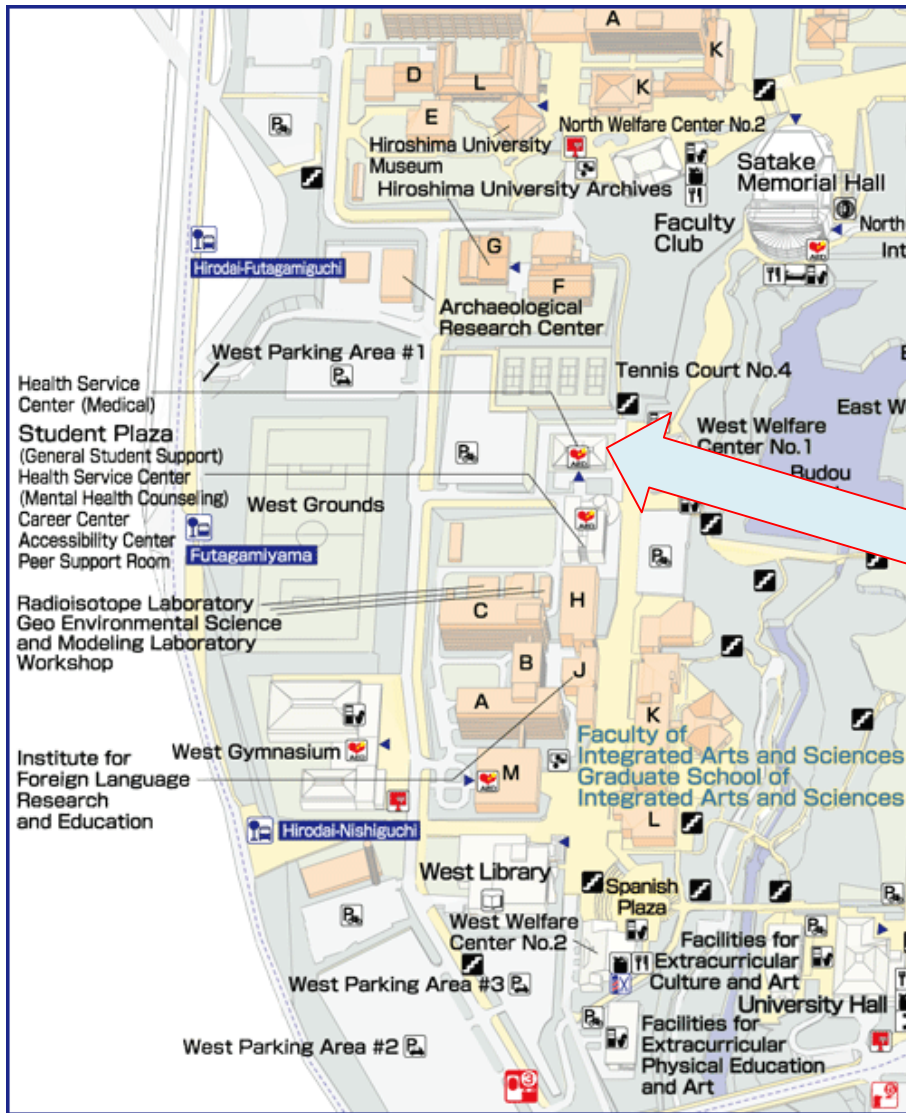 A
K
D
L
K
K
E
Hiroshima University
Museum
North Welfare Center No.2
Satake
Memorial Hall
Hiroshima University Archives
Faculty
Club
North
Int
AED
G
F
Hirodai-Futagamiguchi
Archaeological
Research Center
West Parking Area #1
Tennis Court No.4
Health Service
Center (Medical)
East W
West Welfare
Center No.1
Student Plaza
(General Student Support)
Health Service Center
(Mental Health Counseling)
Career Center
Accessibility Center
Peer Support Room
AED
Budou
West Grounds
AED
Futagamiyama
Radioisotope Laboratory
Geo Environmental Science
and Modeling Laboratory
Workshop
C
H
B
J
A
K
Faculty of
Integrated Arts and Sciences
Graduate School of
Integrated Arts and Sciences
West Gymnasium
AED
Institute for
Foreign Language
Research
and Education
M
AED
L
Hirodai-Nishiguchi
West Library
Spanish
Plaza
West Welfare
Center No.2
Facilities for
Extracurricular
Culture and Art
West Parking Area #3
University Hall
Facilities for
Extracurricular
Physical Education
and Art
West Parking Area #2
3